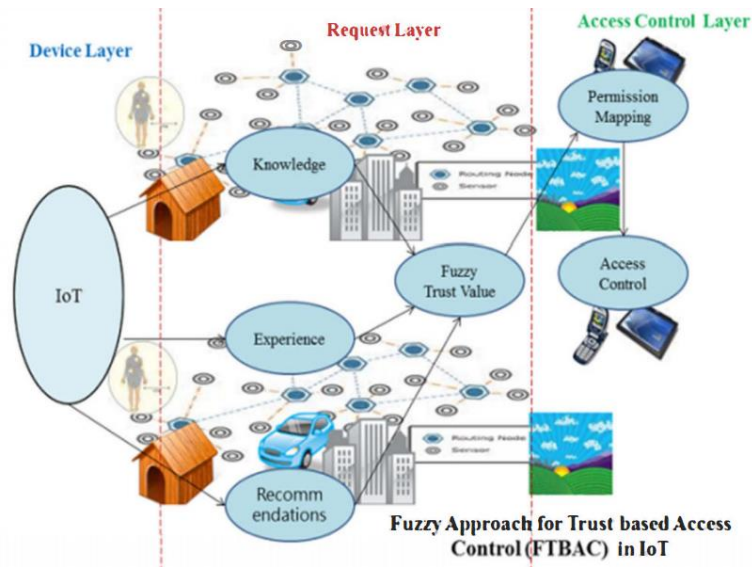 Device Layer
Request Layer
Access Control Layer
Permission
Mapping
Knowledge
Routing Node
Sensor
IoT
Fuzzy
Trust Value
Access
Control
Experience
Routing Node
Sensor
Recomm
endations
Fuzzy Approach for Trust based Access
Control (FTBAC) in IoT